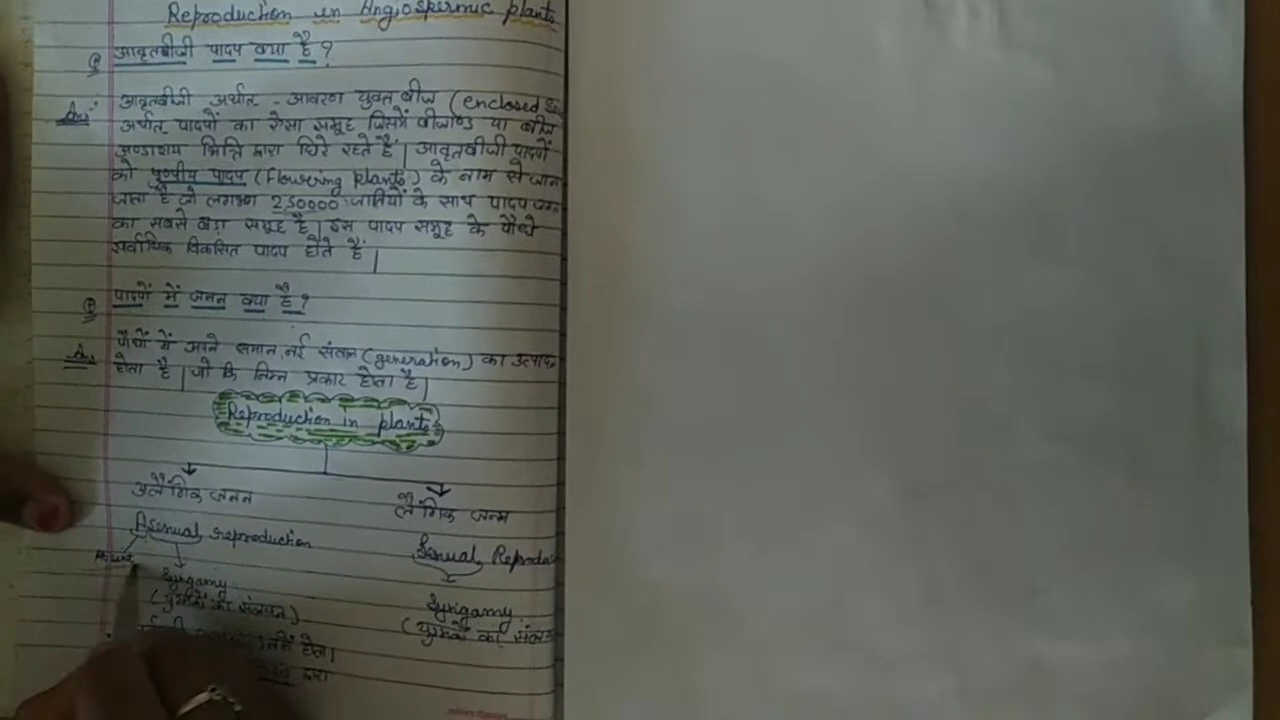 Reproduction in Angiospermic plants
Q आवृतबीजी पादप क्या है ?
Ans: आवृतबीजी अर्थात - आवरण युक्त बीज (enclosed
अर्थात पादपों का ऐसा समूह जिसमें बीजाण्ड या बीज
अण्डाशय भित्ति द्वारा घिरे रहते हैं | आवृतबीजी पादपों
को पुष्पीय पादप (flowering plants) के नाम से जान
जाता है जो लगभग 250000 जातियों के साथ पादप
का सबसे बड़ा समूह है | इस पादप समूह के पौधे
सर्वाधिक विकसित पादप होते हैं |
Q पादपों में जनन क्या है ?
Ans पौधों में अपने समान नई संतान (generation) का उत्पादन
होता है | जो कि निम्न प्रकार होता है |
Reproduction in plants
अलैंगिक जनन
लैंगिक जनन
Asexual reproduction
Sexual Reproduc
Absent
Syngamy
(युग्मकों का संलयन)
Syngamy
(युग्मकों का संलय
नहीं होता |
द्वारा